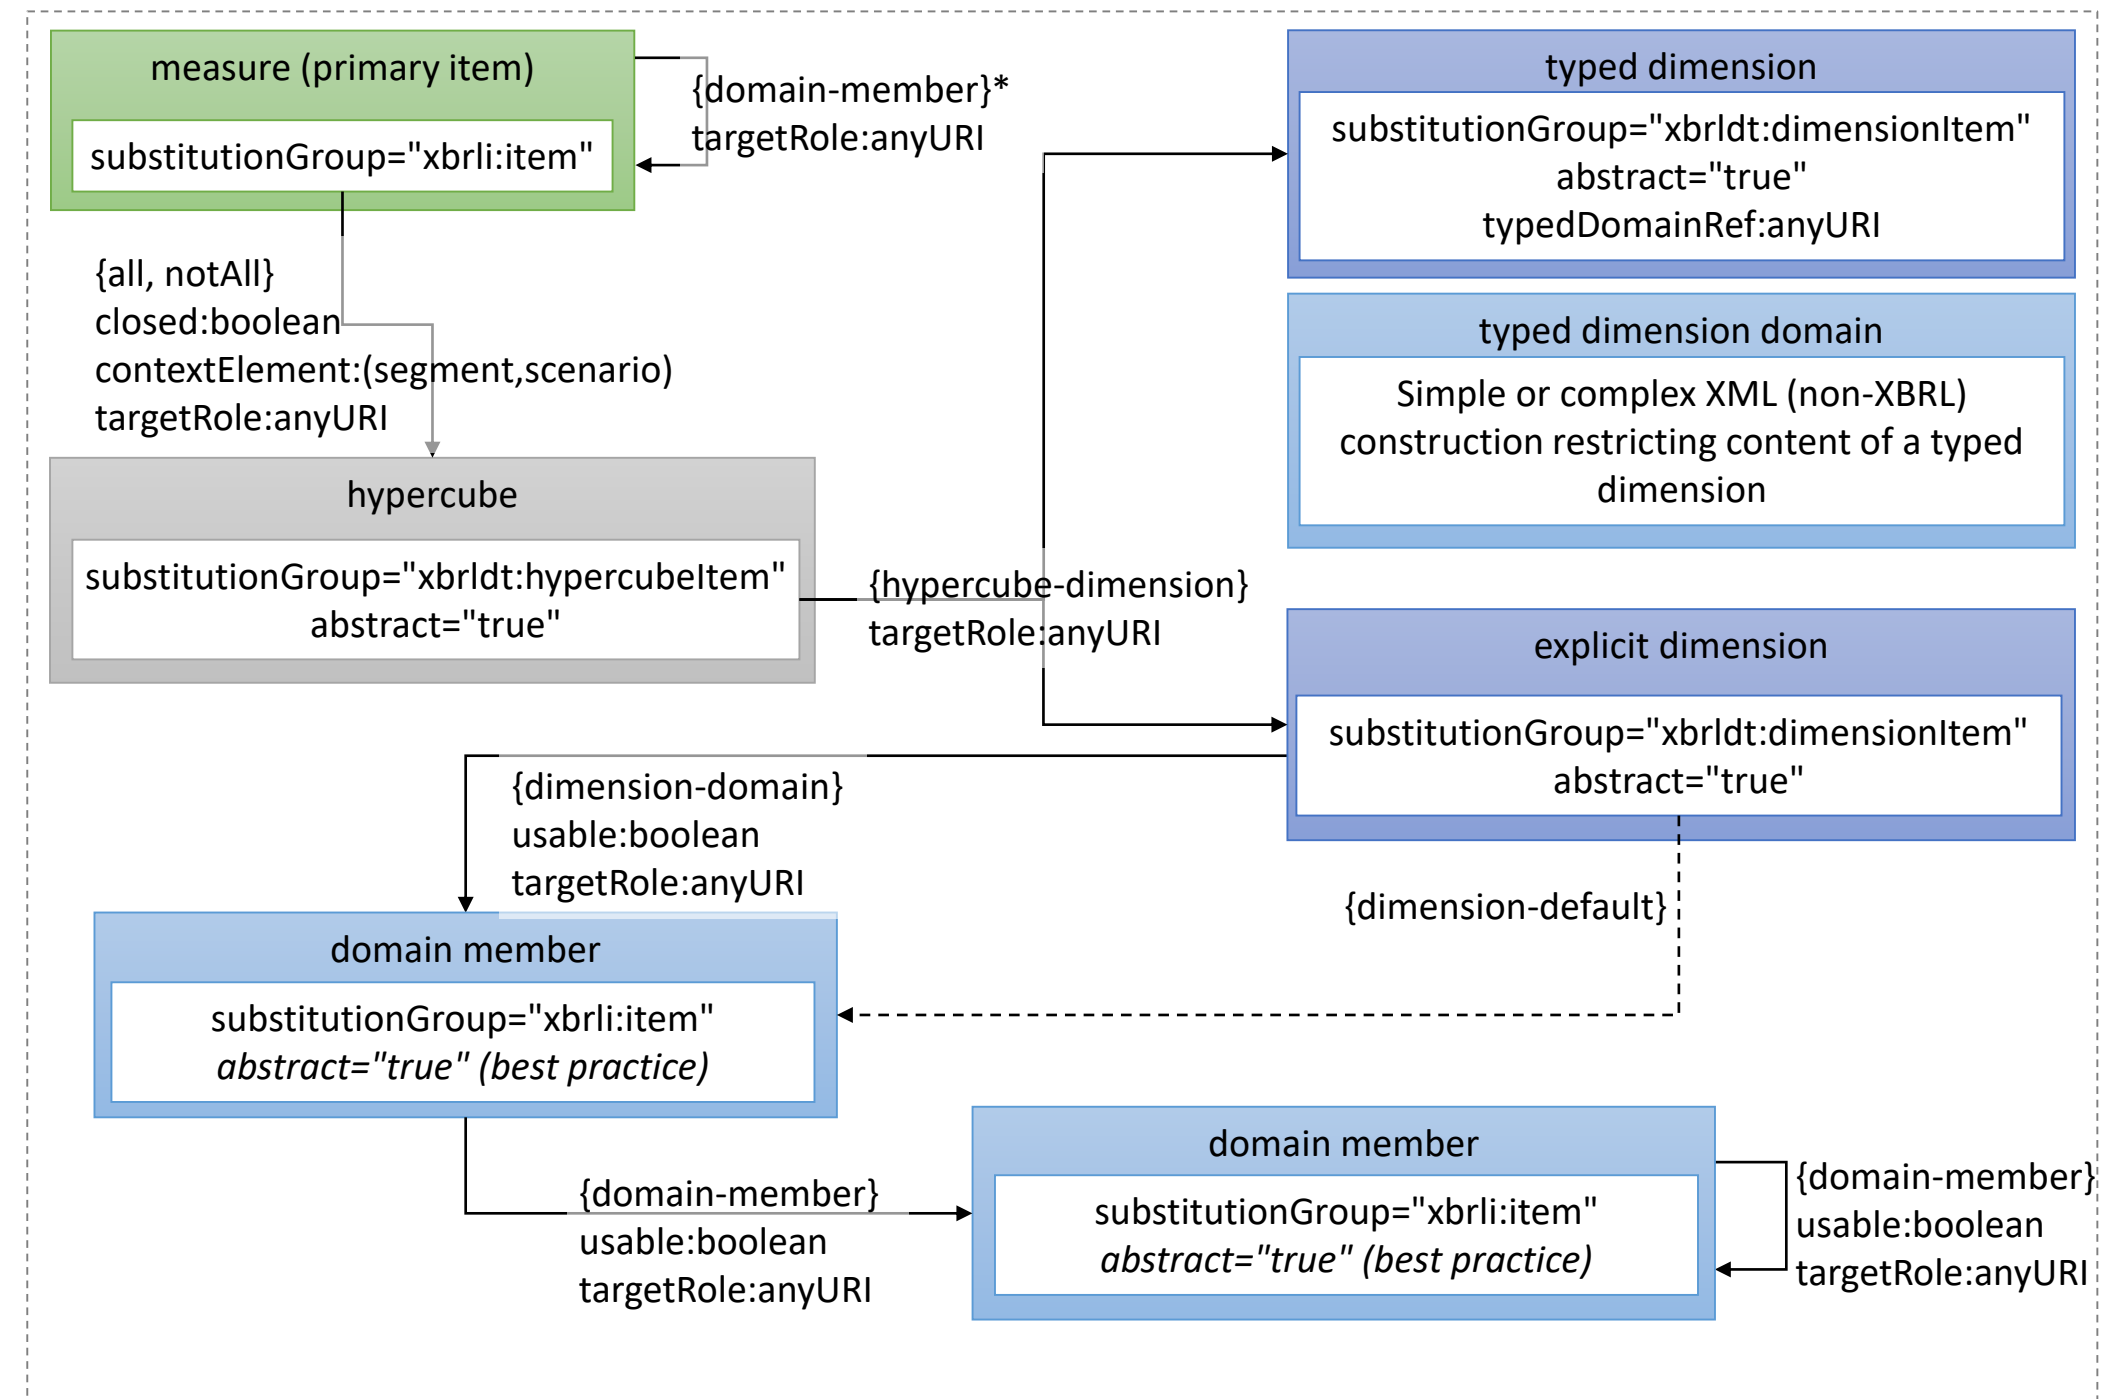 measure (primary item)
substitutionGroup="xbrli:item"
{domain-member}*
targetRole:anyURI
{all, notAll}
closed:boolean
contextElement:(segment,scenario)
targetRole:anyURI
hypercube
substitutionGroup="xbrldt:hypercubeItem"
abstract="true"
{hypercube-dimension}
targetRole:anyURI
typed dimension
substitutionGroup="xbrldt:dimensionItem"
abstract="true"
typedDomainRef:anyURI
typed dimension domain
Simple or complex XML (non-XBRL)
construction restricting content of a typed
dimension
explicit dimension
substitutionGroup="xbrldt:dimensionItem"
abstract="true"
{dimension-domain}
usable:boolean
targetRole:anyURI
{dimension-default}
domain member
substitutionGroup="xbrli:item"
abstract="true" (best practice)
{domain-member}
usable:boolean
targetRole:anyURI
domain member
substitutionGroup="xbrli:item"
abstract="true" (best practice)
{domain-member}
usable:boolean
targetRole:anyURI